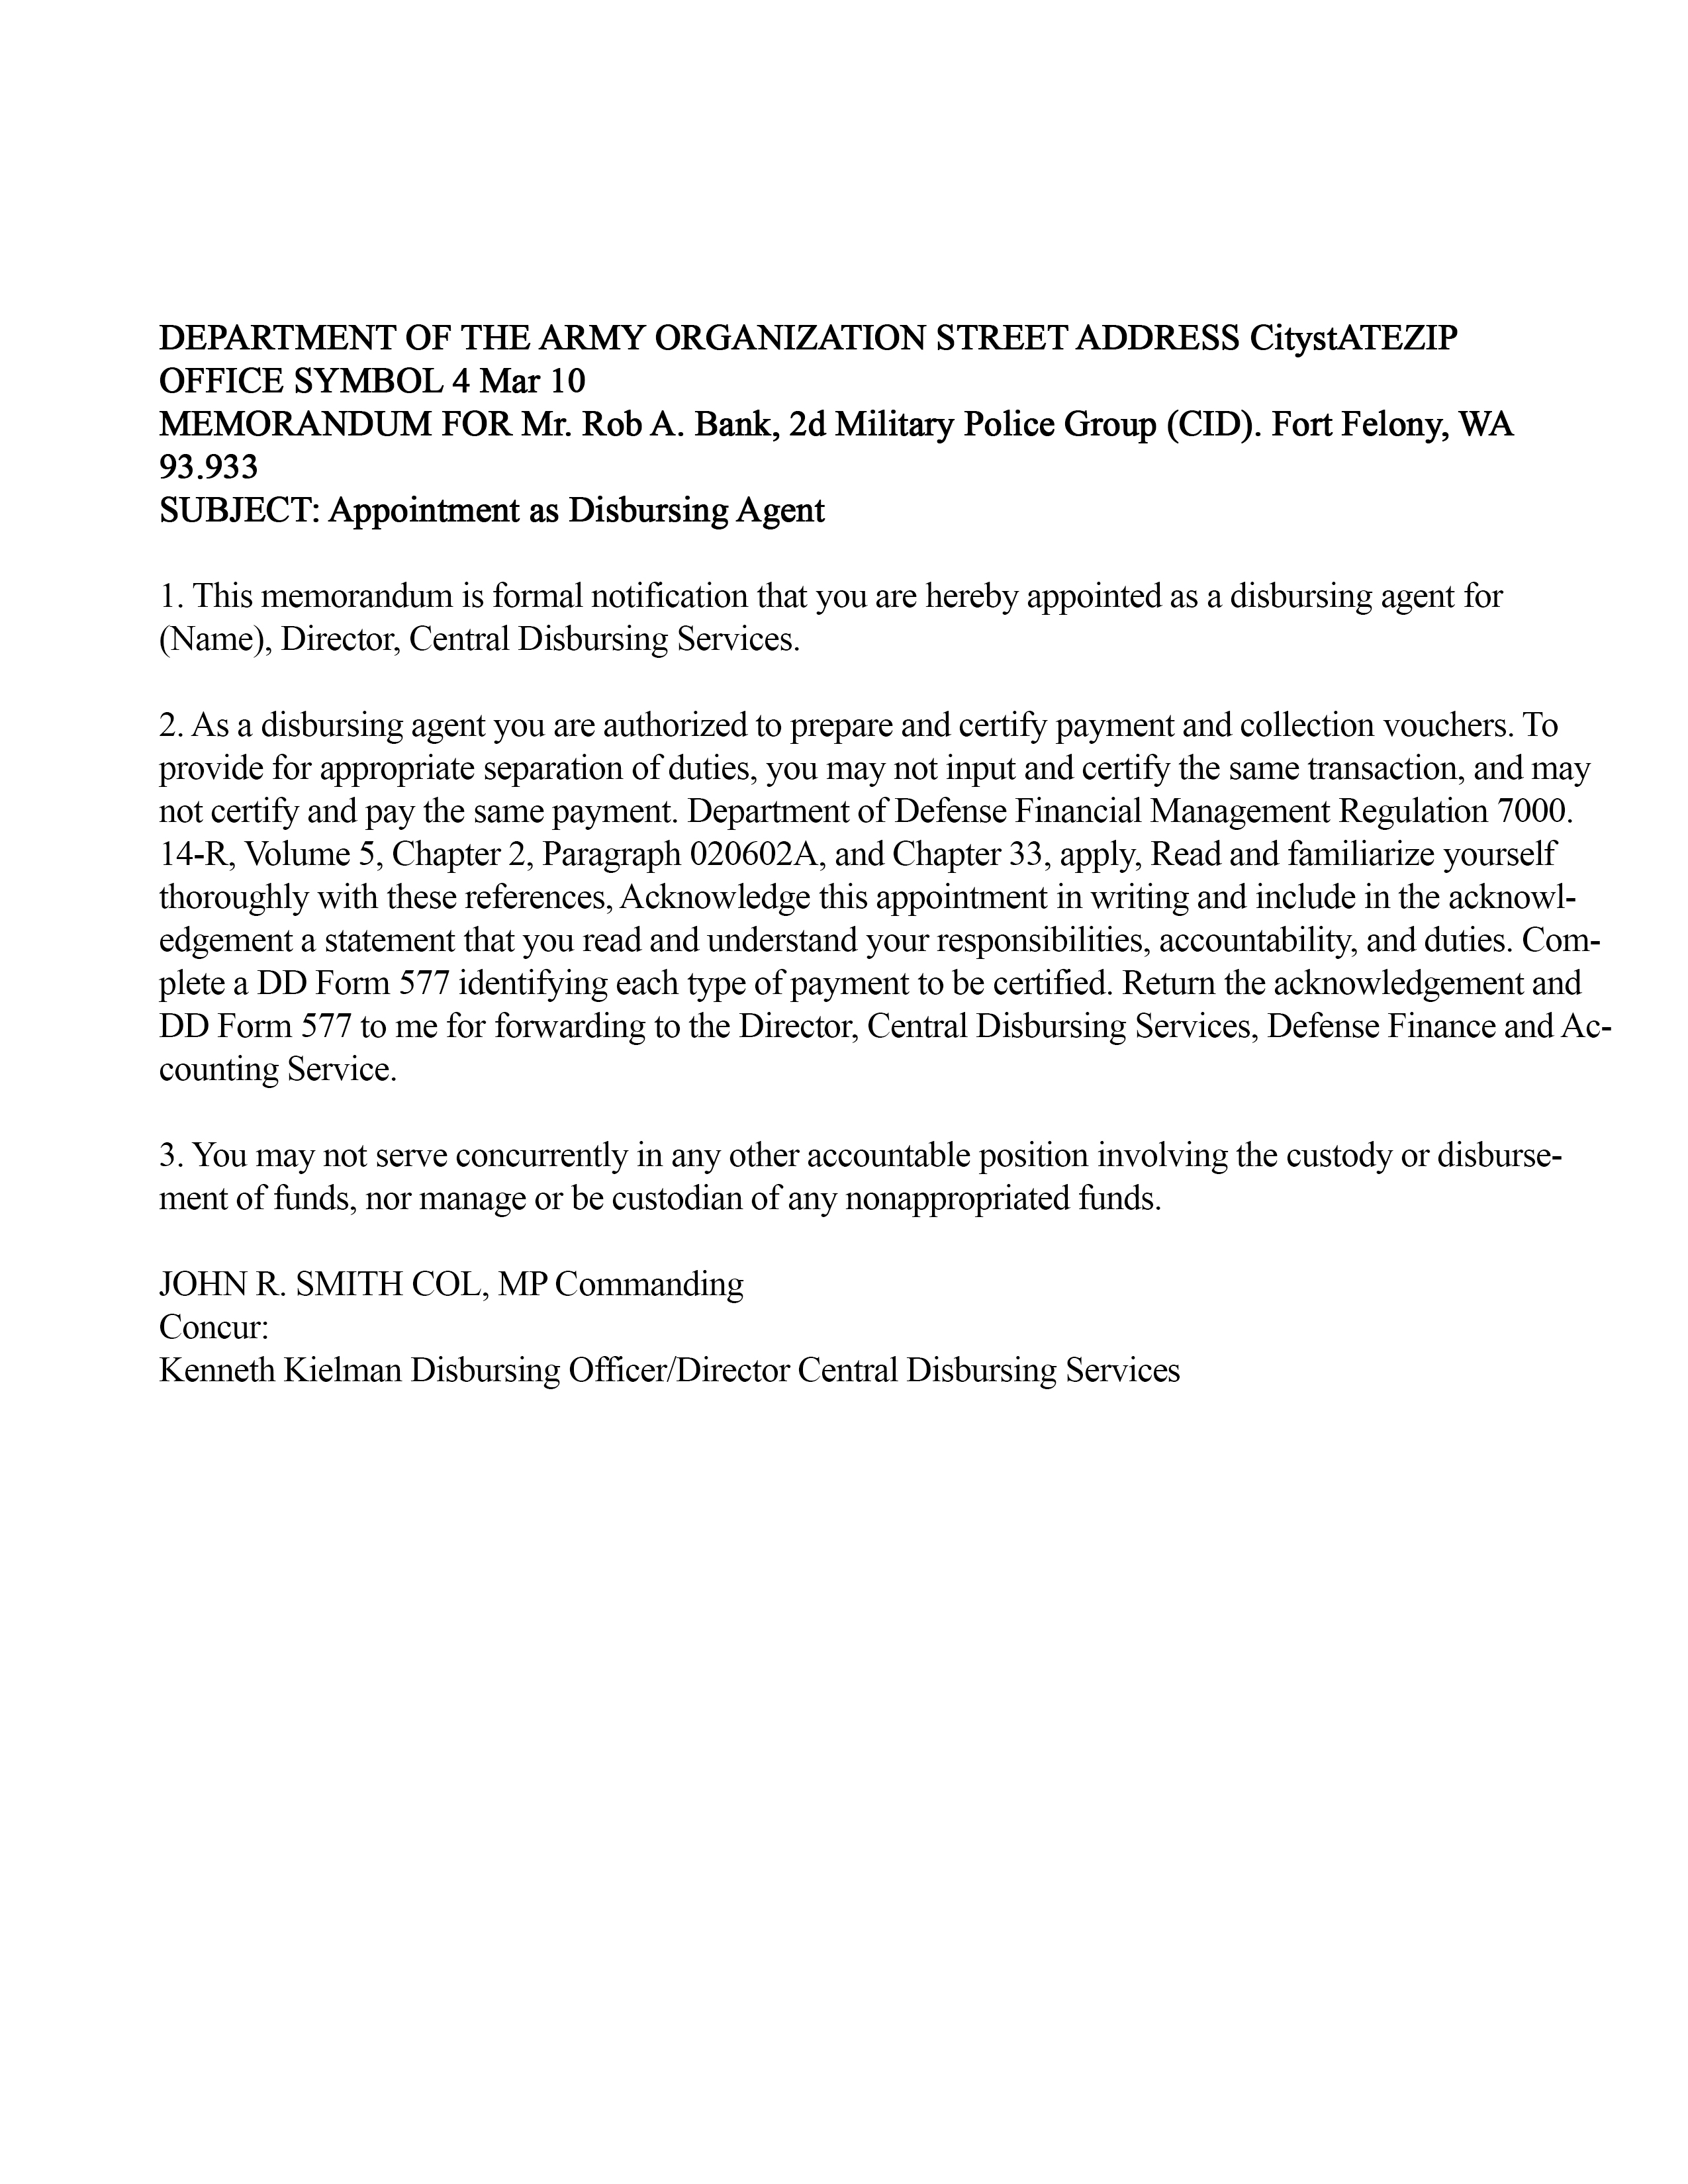 DEPARTMENT OF THE ARMY ORGANIZATION STREET ADDRESS CitystATEZIP
OFFICE SYMBOL 4 Mar 10
MEMORANDUM FOR Mr. Rob A. Bank, 2d Military Police Group (CID). Fort Felony, WA
93.933
SUBJECT: Appointment as Disbursing Agent
1. This memorandum is formal notification that you are hereby appointed as a disbursing agent for
(Name), Director, Central Disbursing Services.
2. As a disbursing agent you are authorized to prepare and certify payment and collection vouchers. To
provide for appropriate separation of duties, you may not input and certify the same transaction, and may
not certify and pay the same payment. Department of Defense Financial Management Regulation 7000.
14-R, Volume 5, Chapter 2, Paragraph 020602A, and Chapter 33, apply, Read and familiarize yourself
thoroughly with these references, Acknowledge this appointment in writing and include in the acknowl-
edgement a statement that you read and understand your responsibilities, accountability, and duties. Com-
plete a DD Form 577 identifying each type of payment to be certified. Return the acknowledgement and
DD Form 577 to me for forwarding to the Director, Central Disbursing Services, Defense Finance and Ac-
counting Service.
3. You may not serve concurrently in any other accountable position involving the custody or disburse-
ment of funds, nor manage or be custodian of any nonappropriated funds.
JOHN R. SMITH COL, MP Commanding
Concur:
Kenneth Kielman Disbursing Officer/Director Central Disbursing Services